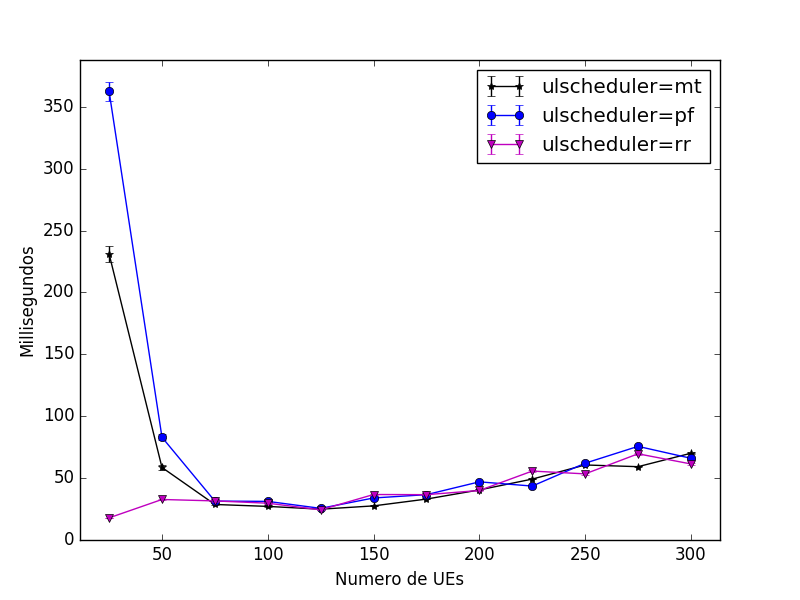 ulscheduler=mt
ulscheduler=pf
ulscheduler=rr
350
300
250
200
150
100
50
0
Millisegundos
50 100 150 200 250 300
Numero de UEs